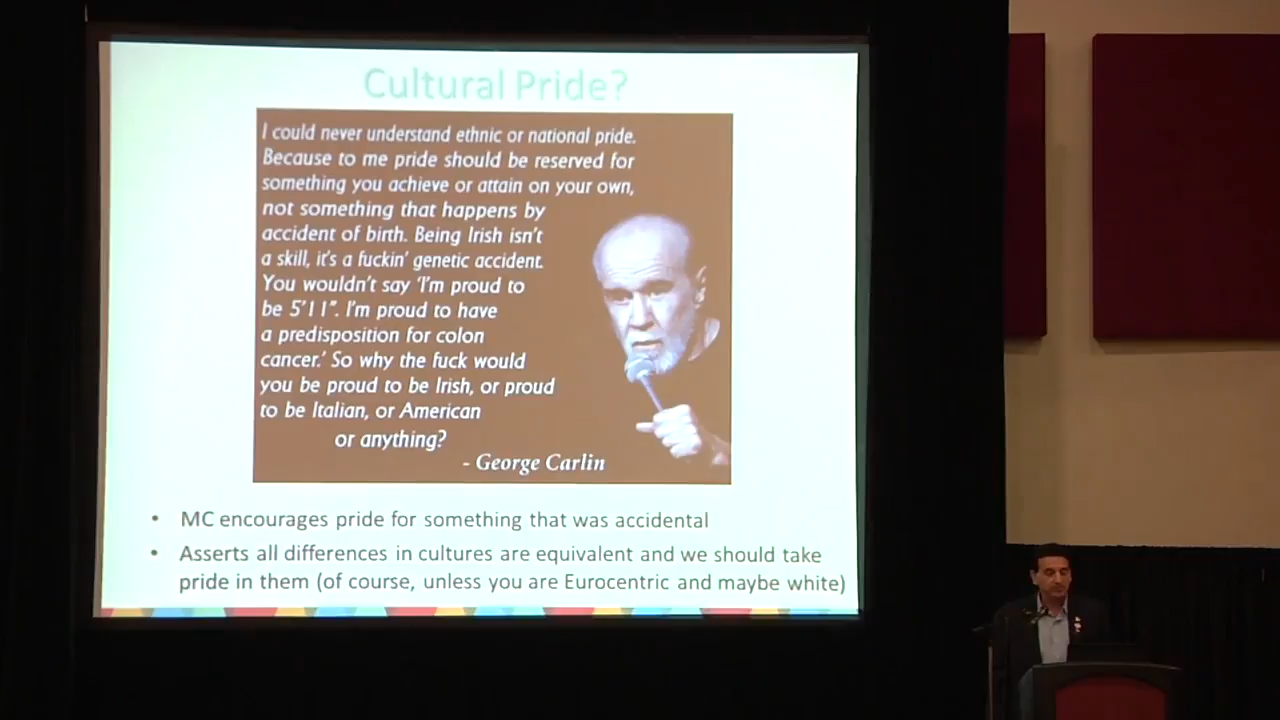 Cultural Pride?
I could never understand ethnic or national pride.
Because to me pride should be reserved for
something you achieve or attain on your own,
not something that happens by
accident of birth. Being Irish isn't
a skill, it's a fuckin' genetic accident.
You wouldn't say 'I'm proud to
be 5'11". I'm proud to have
a predisposition for colon
cancer.' So why the fuck would
you be proud to be Irish, or proud
to be Italian, or American
or anything?
- George Carlin
• MC encourages pride for something that was accidental
• Asserts all differences in cultures are equivalent and we should take
pride in them (of course, unless you are Eurocentric and maybe white)